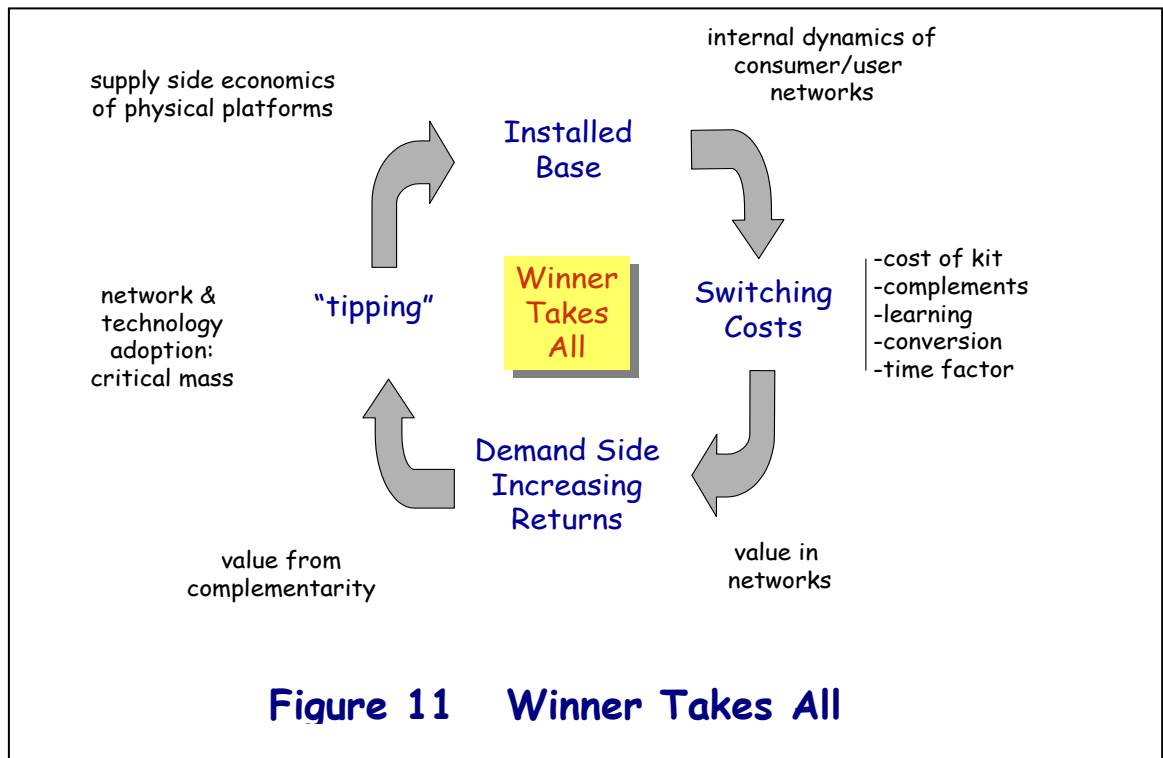 supply side economics
of physical platforms
internal dynamics of
consumer/user
networks
Installed
Base
network &
technology
adoption:
critical mass
“tipping”
Winner
Takes
All
Switching
Costs
-cost of kit
-complements
-learning
-conversion
-time factor
Demand Side
Increasing
Returns
value from
complementarity
value in
networks
Figure 11 Winner Takes All